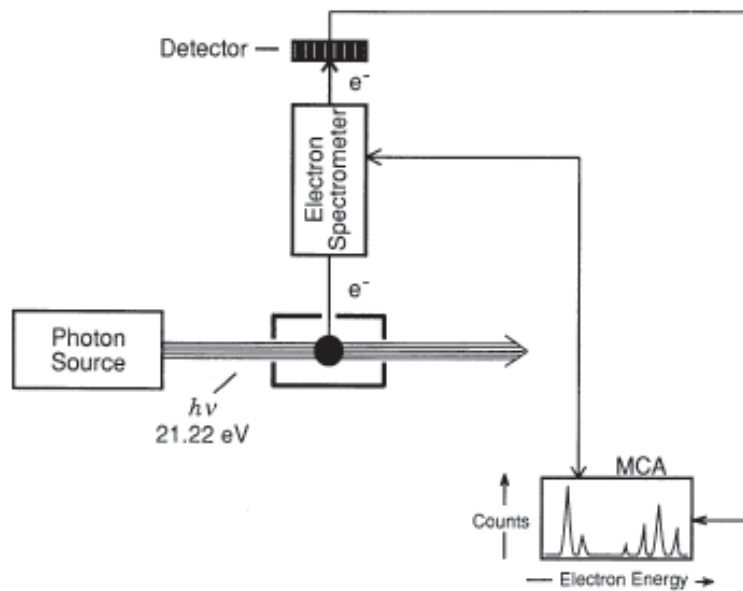 Detector
e-
Electron
Spectrometer
e-
Photon
Source
hν
21.22 eV
MCA
Counts
Electron Energy